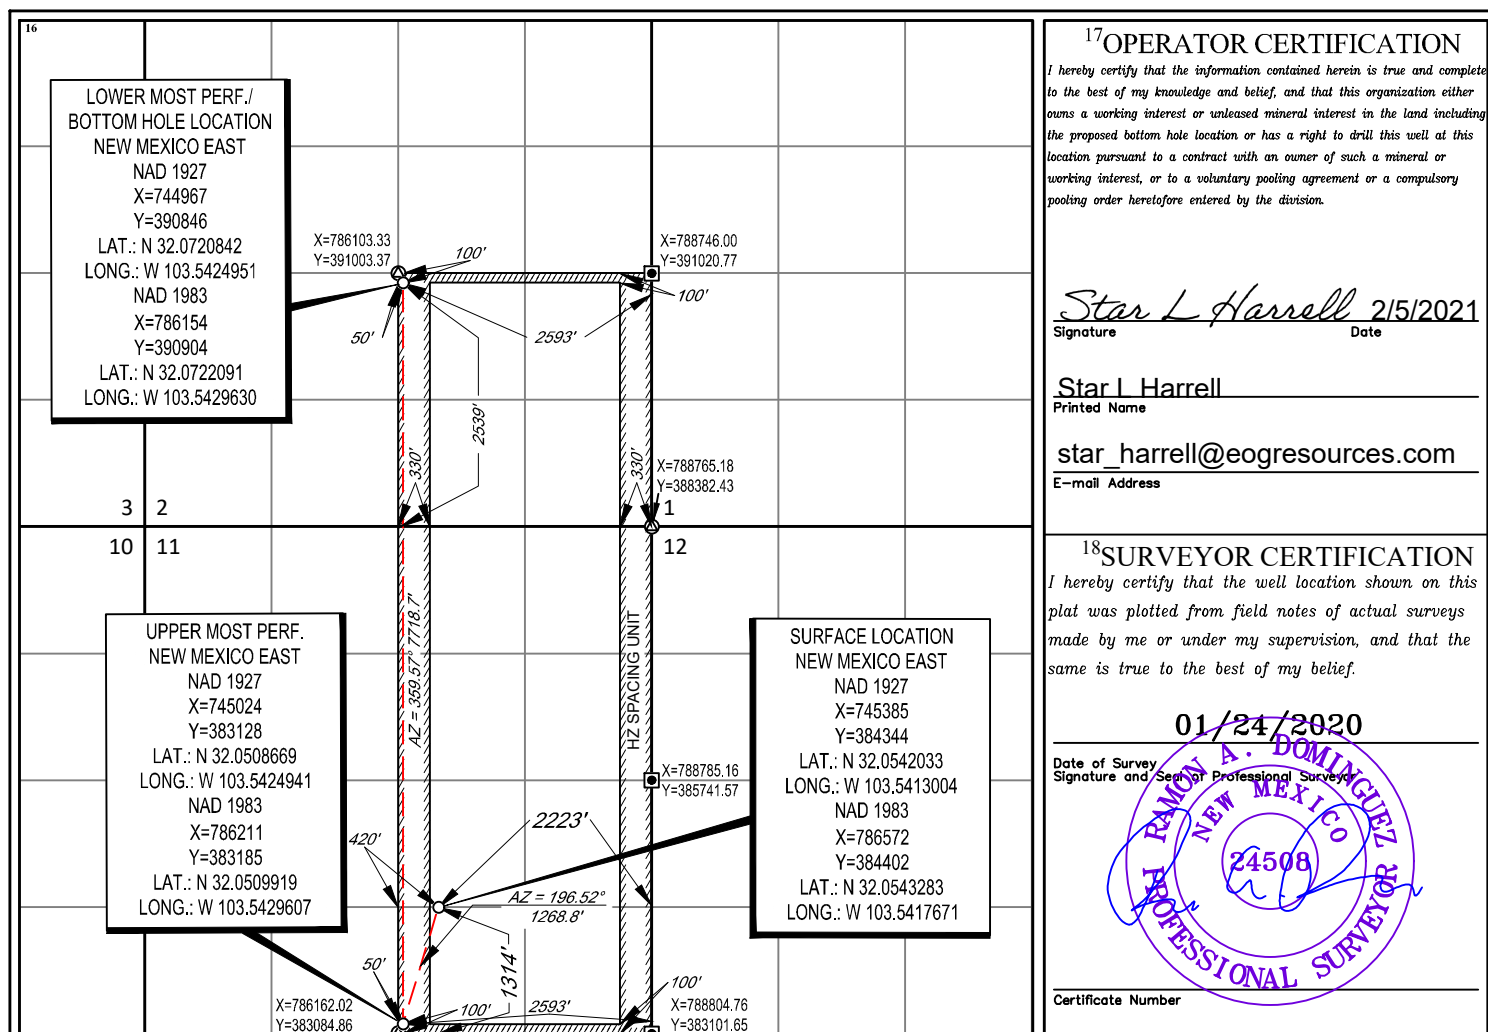 16
LOWER MOST PERF./
BOTTOM HOLE LOCATION
NEW MEXICO EAST
NAD 1927
X=744967
Y=390846
LAT.: N 32.0720842
LONG.: W 103.5424951
NAD 1983
X=786154
Y=390904
LAT.: N 32.0722091
LONG.: W 103.5429630
X=786103.33
Y=391003.37
100'
X=788746.00
Y=391020.77
100'
50'
2593'
2539'
330'
330'
X=788765.18
Y=388382.43
3 2
1
10 11
12
UPPER MOST PERF.
NEW MEXICO EAST
NAD 1927
X=745024
Y=383128
LAT.: N 32.0508669
LONG.: W 103.5424941
NAD 1983
X=786211
Y=383185
LAT.: N 32.0509919
LONG.: W 103.5429607
AZ = 359.57° 7718.7'
HZ SPACING UNIT
SURFACE LOCATION
NEW MEXICO EAST
NAD 1927
X=745385
Y=384344
LAT.: N 32.0542033
LONG.: W 103.5413004
NAD 1983
X=786572
Y=384402
LAT.: N 32.0543283
LONG.: W 103.5417671
X=788785.16
Y=385741.57
2223'
420'
AZ = 196.52°
1268.8'
1314'
50'
X=786162.02
Y=383084.86
100'
2593'
100'
X=788804.76
Y=383101.65
17OPERATOR CERTIFICATION
I hereby certify that the information contained herein is true and complete
to the best of my knowledge and belief, and that this organization either
owns a working interest or unleased mineral interest in the land including
the proposed bottom hole location or has a right to drill this well at this
location pursuant to a contract with an owner of such a mineral or
working interest, or to a voluntary pooling agreement or a compulsory
pooling order heretofore entered by the division.
Star L Harrell 2/5/2021
Signature Date
Star L Harrell
Printed Name
star_harrell@eogresources.com
E-mail Address
18SURVEYOR CERTIFICATION
I hereby certify that the well location shown on this
plat was plotted from field notes of actual surveys
made by me or under my supervision, and that the
same is true to the best of my belief.
01/24/2020
Date of Survey
Signature and Seal of Professional Surveyor
RAMON A. DOMINGUEZ
NEW MEXICO
24508
PROFESSIONAL SURVEYOR
Certificate Number